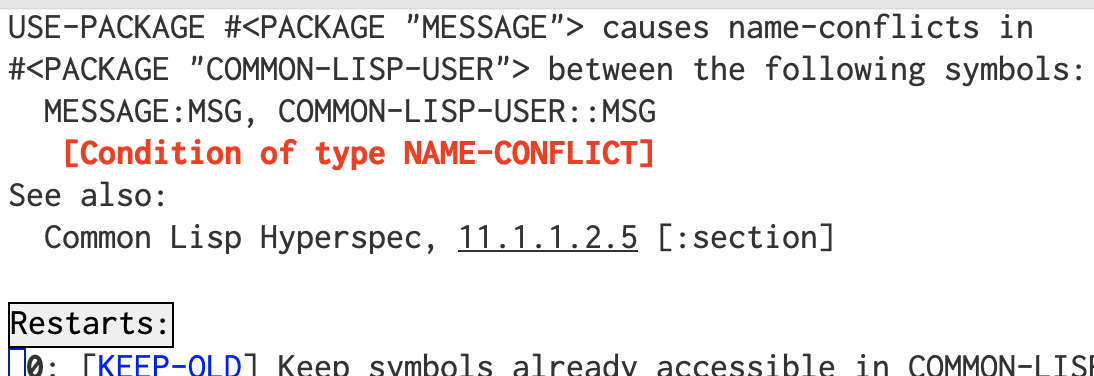 USE-PACKAGE #<PACKAGE "MESSAGE"> causes name-conflicts in
#<PACKAGE "COMMON-LISP-USER"> between the following symbols:
MESSAGE:MSG, COMMON-LISP-USER::MSG
[Condition of type NAME-CONFLICT]
See also:
Common Lisp Hyperspec, 11.1.1.2.5 [:section]
Restarts:
0: [KEEP-OLD] Keep symbols already accessible in COMMON-LISP